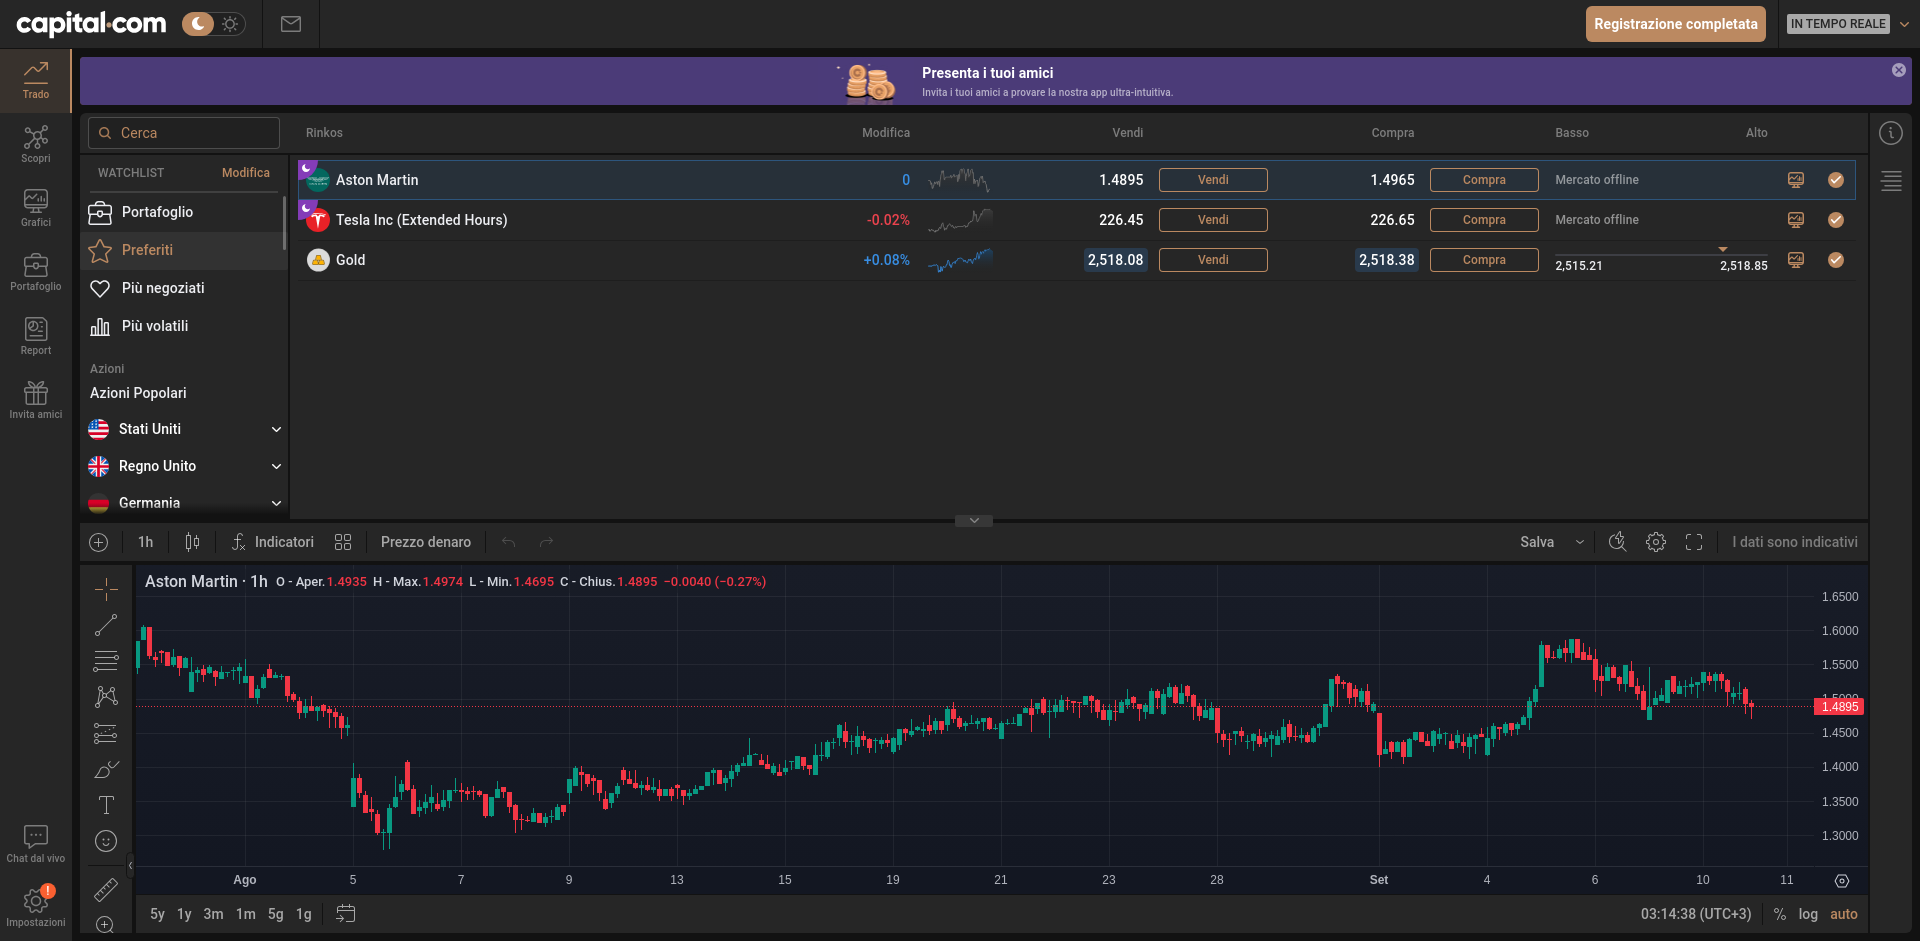 capital.com
Registrazione completata
IN TEMPO REALE
Trado
Scopri
Grafici
Portafoglio
Report
Invita amici
Chat dal vivo
!
Impostazioni
Presenta i tuoi amici
Invita i tuoi amici a provare la nostra app ultra-intuitiva.
Cerca
WATCHLIST Modifica
Portafoglio
Preferiti
Più negoziati
Più volatili
Azioni
Azioni Popolari
Stati Uniti
Regno Unito
Germania
Rinkos Modifica Vendi Compra Basso Alto
Aston Martin 0 1.4895 Vendi 1.4965 Compra Mercato offline
Tesla Inc (Extended Hours) -0.02% 226.45 Vendi 226.65 Compra Mercato offline
Gold +0.08% 2,518.08 Vendi 2,518.38 Compra 2,515.21 2,518.85
1h Indicatori Prezzo denaro Salva I dati sono indicativi
Aston Martin · 1h O - Aper.1.4935 H - Max.1.4974 L - Min.1.4695 C - Chius.1.4895 −0.0040 (−0.27%)
1.6500
1.6000
1.5500
1.5000
1.4895
1.4500
1.4000
1.3500
1.3000
Ago 5 7 9 13 15 19 21 23 28 Set 4 6 10 11
5y 1y 3m 1m 5g 1g 03:14:38 (UTC+3) % log auto